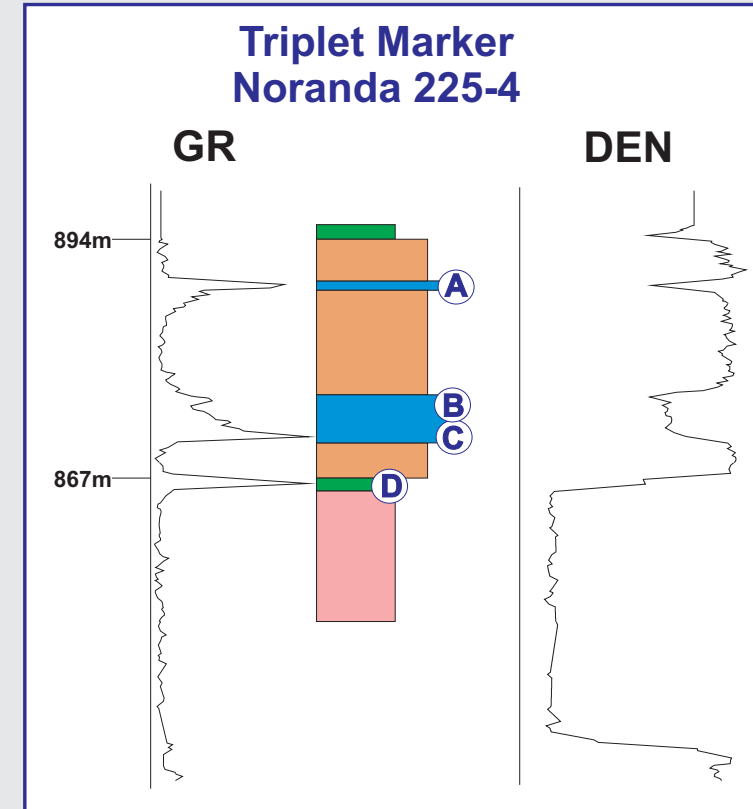 Triplet Marker
Noranda 225-4
GR
DEN
894m
A
B
C
867m
D